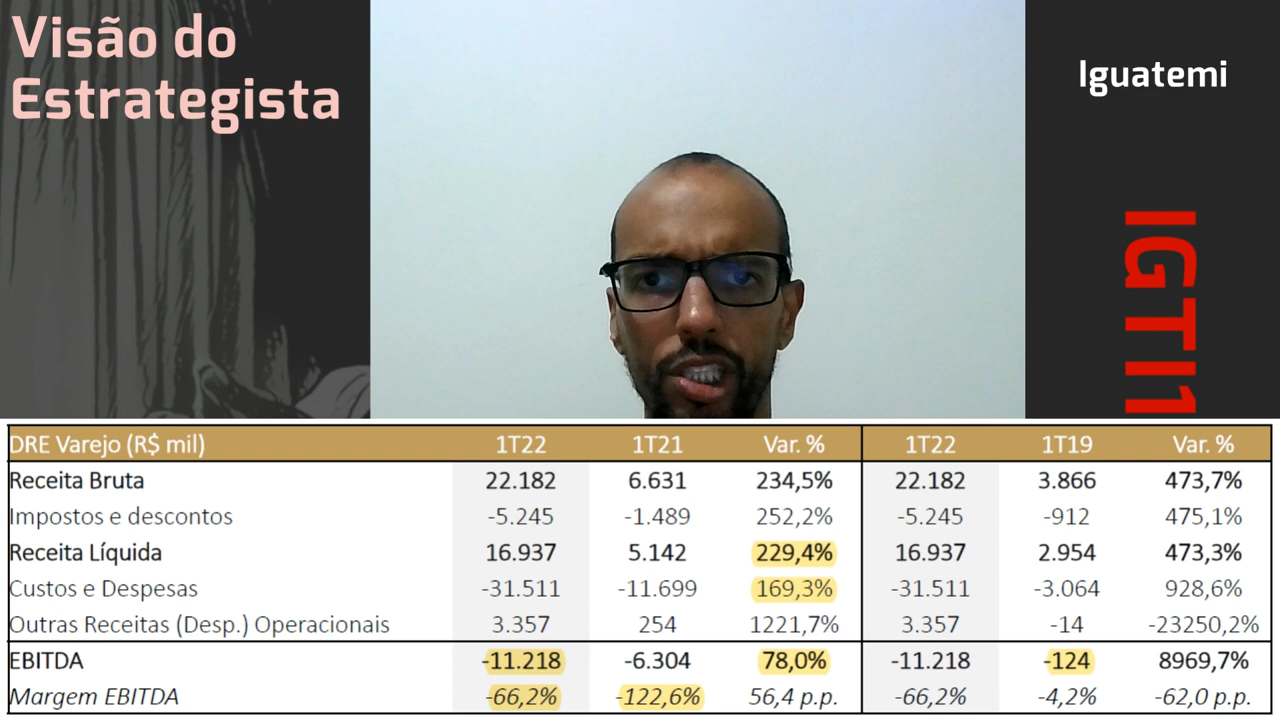 Visão do
Estrategista
Iguatemi
IGTI1
DRE Varejo (R$ mil) 1T22 1T21 Var. % 1T22 1T19 Var. %
Receita Bruta 22.182 6.631 234,5% 22.182 3.866 473,7%
Impostos e descontos -5.245 -1.489 252,2% -5.245 -912 475,1%
Receita Líquida 16.937 5.142 229,4% 16.937 2.954 473,3%
Custos e Despesas -31.511 -11.699 169,3% -31.511 -3.064 928,6%
Outras Receitas (Desp.) Operacionais 3.357 254 1221,7% 3.357 -14 -23250,2%
EBITDA -11.218 -6.304 78,0% -11.218 -124 8969,7%
Margem EBITDA -66,2% -122,6% 56,4 p.p. -66,2% -4,2% -62,0 p.p.